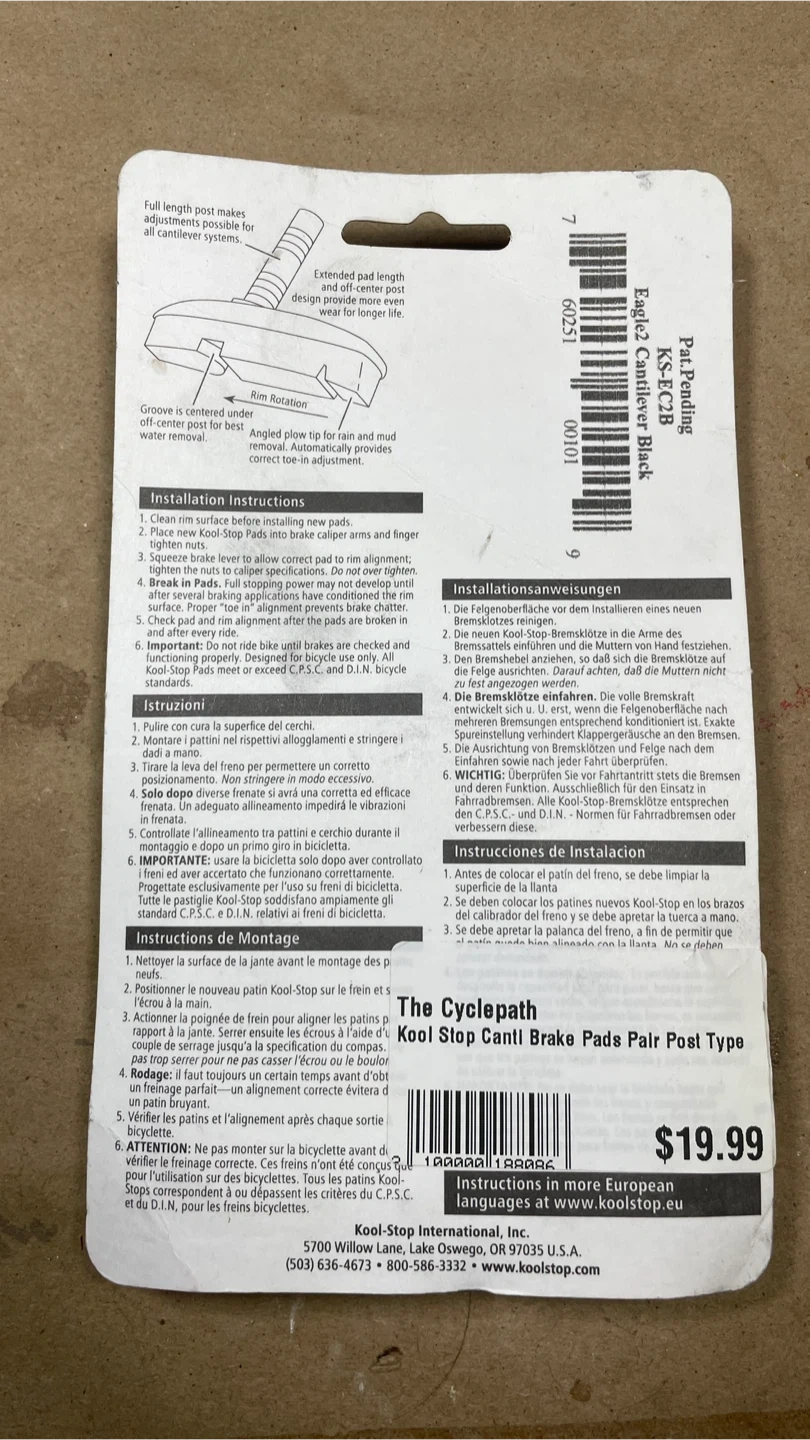 Full length post makes
adjustments possible for
all cantilever systems.
Extended pad length
and off-center post
design provide more even
wear for longer life.
Rim Rotation
Groove is centered under
off-center post for best
water removal.
Angled plow tip for rain and mud
removal. Automatically provides
correct toe-in adjustment.
7 60251 00101 9
Eagle2 Cantilever Black
KS-EC2B
Pat.Pending
Installation Instructions
1. Clean rim surface before installing new pads.
2. Place new Kool-Stop Pads into brake caliper arms and finger
tighten nuts.
3. Squeeze brake lever to allow correct pad to rim alignment;
tighten the nuts to caliper specifications. Do not over tighten.
4. Break in Pads. Full stopping power may not develop until
after several braking applications have conditioned the rim
surface. Proper "toe in" alignment prevents brake chatter.
5. Check pad and rim alignment after the pads are broken in
and after every ride.
6. Important: Do not ride bike until brakes are checked and
functioning properly. Designed for bicycle use only. All
Kool-Stop Pads meet or exceed C.P.S.C. and D.I.N. bicycle
standards.
Istruzioni
1. Pulire con cura la superfice del cerchi.
2. Montare i pattini nel rispettivi alloggllamenti e stringere i
dadi a mano.
3. Tirare la leva del freno per permettere un corretto
posizionamento. Non stringere in modo eccessivo.
4. Solo dopo diverse frenate si avrá una corretta ed efficace
frenata. Un adeguato allineamento impedirá le vibrazioni
in frenata.
5. Controllate l'allineamento tra pattini e cerchio durante il
montaggio e dopo un primo giro in bicicletta.
6. IMPORTANTE: usare la bicicletta solo dopo aver controllato
i freni ed aver accertato che funzionano correttamente.
Progettate esclusivamente per l'uso su freni di bicicletta.
Tutte le pastiglie Kool-Stop soddisfano ampiamente gli
standard C.P.S.C. e D.I.N. relativi ai freni di bicicletta.
Instructions de Montage
1. Nettoyer la surface de la jante avant le montage des p
neufs.
2. Positionner le nouveau patin Kool-Stop sur le frein et s
l'écrou à la main.
3. Actionner la poignée de frein pour aligner les patins p
rapport à la jante. Serrer ensuite les écrous à l'aide d'u
couple de serrage jusqu'a la specification du compas.
pas trop serrer pour ne pas casser l'écrou ou le boulor
4. Rodage: il faut toujours un certain temps avant d'obt
un freinage parfait—un alignement correcte évitera d
un patin bruyant.
5. Vérifier les patins et l'alignement après chaque sortie
bicyclette.
6. ATTENTION: Ne pas monter sur la bicyclette avant d
vérifier le freinage correcte. Ces freins n'ont été conçus que
pour l'utilisation sur des bicyclettes. Tous les patins Kool-
Stops correspondent à ou dépassent les critères du C.P.S.C.
et du D.I.N, pour les freins bicyclettes.
Installationsanweisungen
1. Die Felgenoberfläche vor dem Installieren eines neuen
Bremsklotzes reinigen.
2. Die neuen Kool-Stop-Bremsklötze in die Arme des
Bremssattels einführen und die Muttern von Hand festziehen.
3. Den Bremshebel anziehen, so daß sich die Bremsklötze auf
die Felge ausrichten. Darauf achten, daß die Muttern nicht
zu fest angezogen werden.
4. Die Bremsklötze einfahren. Die volle Bremskraft
entwickelt sich u. U. erst, wenn die Felgenoberfläche nach
mehreren Bremsungen entsprechend konditioniert ist. Exakte
Spureinstellung verhindert Klappergeräusche an den Bremsen.
5. Die Ausrichtung von Bremsklötzen und Felge nach dem
Einfahren sowie nach jeder Fahrt überprüfen.
6. WICHTIG: Überprüfen Sie vor Fahrtantritt stets die Bremsen
und deren Funktion. Ausschließlich für den Einsatz in
Fahrradbremsen. Alle Kool-Stop-Bremsklötze entsprechen
den C.P.S.C.- und D.I.N. - Normen für Fahrradbremsen oder
verbessern diese.
Instrucciones de Instalacion
1. Antes de colocar el patín del freno, se debe limpiar la
superficie de la llanta
2. Se deben colocar los patines nuevos Kool-Stop en los brazos
del calibrador del freno y se debe apretar la tuerca a mano.
3. Se debe apretar la palanca del freno, a fin de permitir que
el patín quede bien alineado con la llanta. No se deben
The Cyclepath
Kool Stop Canti Brake Pads Pair Post Type
$19.99
Instructions in more European
languages at www.koolstop.eu
Kool-Stop International, Inc.
5700 Willow Lane, Lake Oswego, OR 97035 U.S.A.
(503) 636-4673 • 800-586-3332 • www.koolstop.com